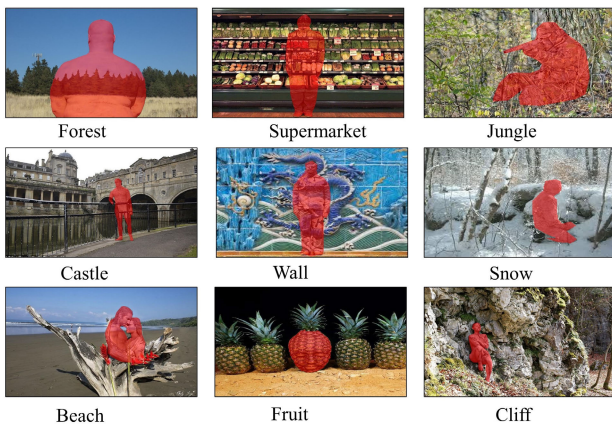 Forest
Supermarket
Jungle
Castle
Wall
Snow
Beach
Fruit
Cliff